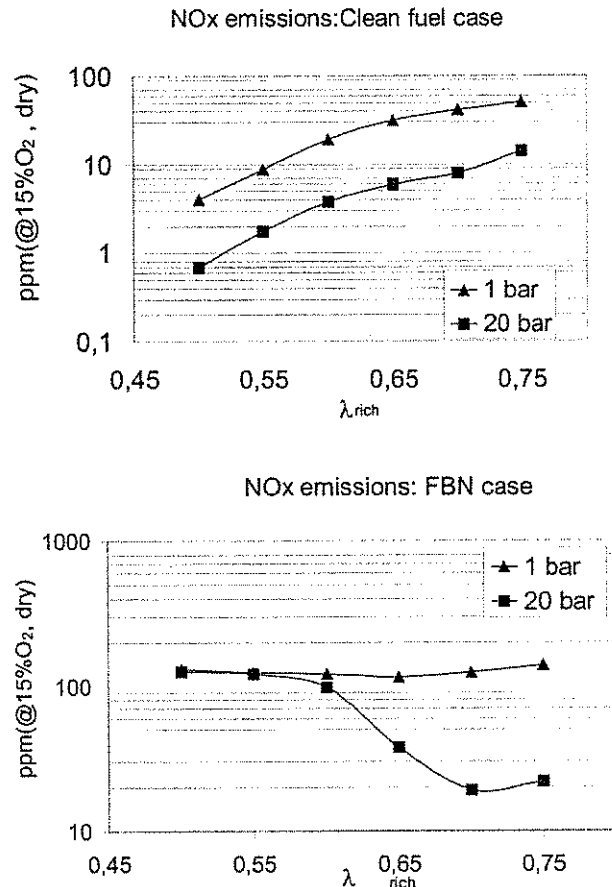 NOx emissions:Clean fuel case
ppm(@15%O₂ , dry)
100
10
1
0,1
1 bar
20 bar
0,45 0,55 0,65 0,75
λrich
NOx emissions: FBN case
ppm(@15%O₂, dry)
1000
100
10
1 bar
20 bar
0,45 0,55 0,65 0,75
λ rich